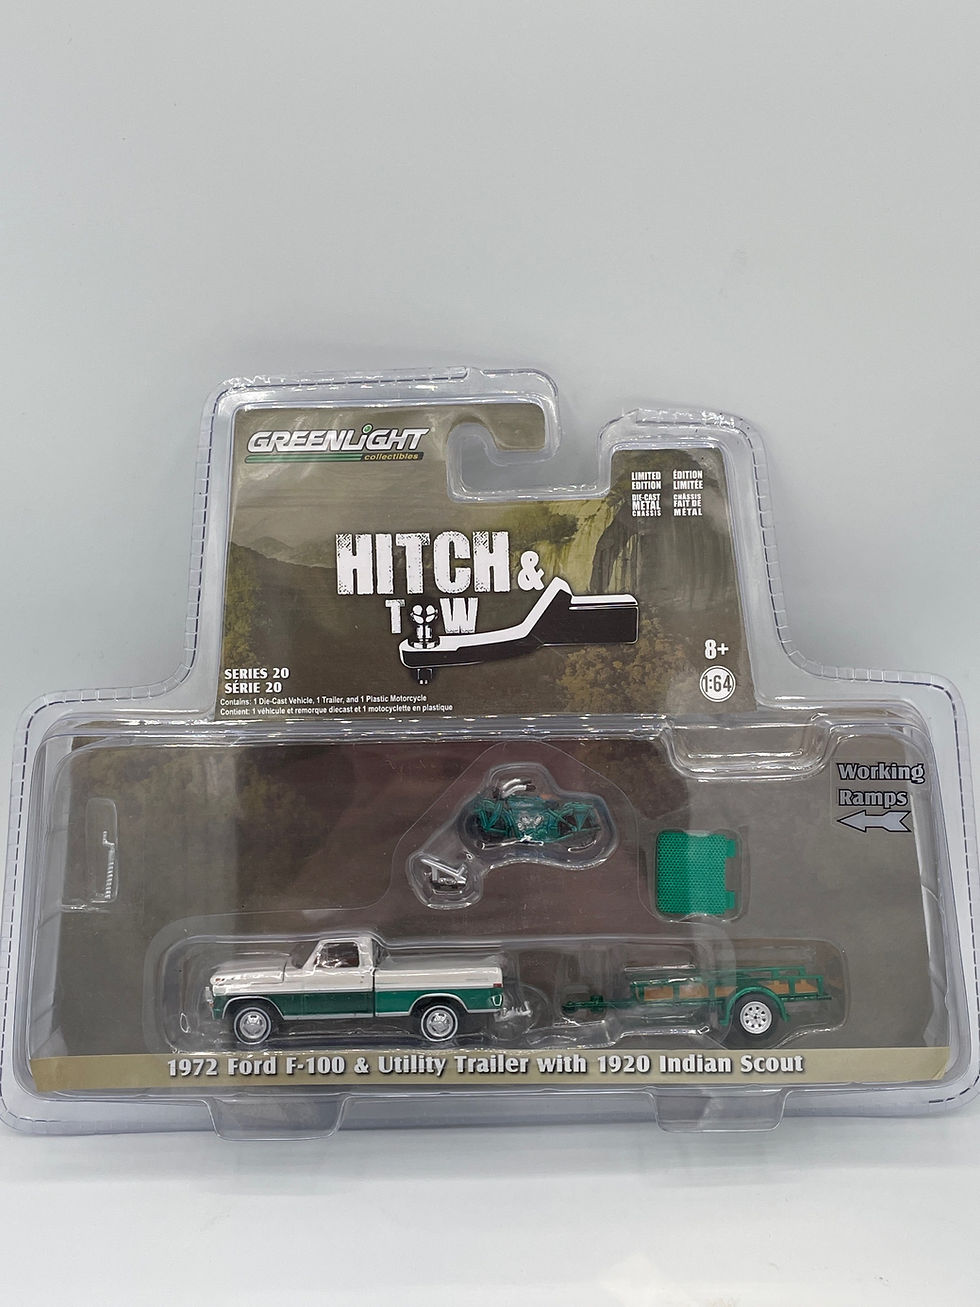 GREENLiGHT
collectibles
LIMITED
EDITION
DIE-CAST
METAL
CHASSIS
ÉDITION
LIMITÉE
CHÂSSIS
FAIT DE
MÉTAL
HITCH &
TOW
8+
1:64
SERIES 20
SÉRIE 20
Contains: 1 Die-Cast Vehicle, 1 Trailer, and 1 Plastic Motorcycle
Contient: 1 véhicule et remorque diecast et 1 motocyclette en plastique
Working
Ramps
1972 Ford F-100 & Utility Trailer with 1920 Indian Scout